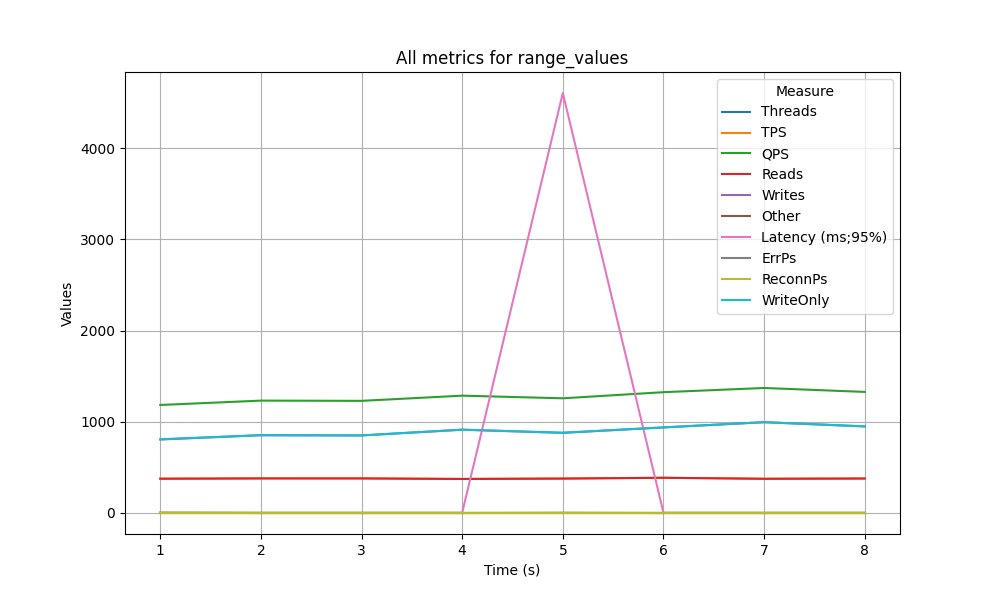 All metrics for range_values
Measure
Threads
TPS
QPS
Reads
Writes
Other
Latency (ms;95%)
ErrPs
ReconnPs
WriteOnly
Values
4000
3000
2000
1000
0
1 2 3 4 5 6 7 8
Time (s)